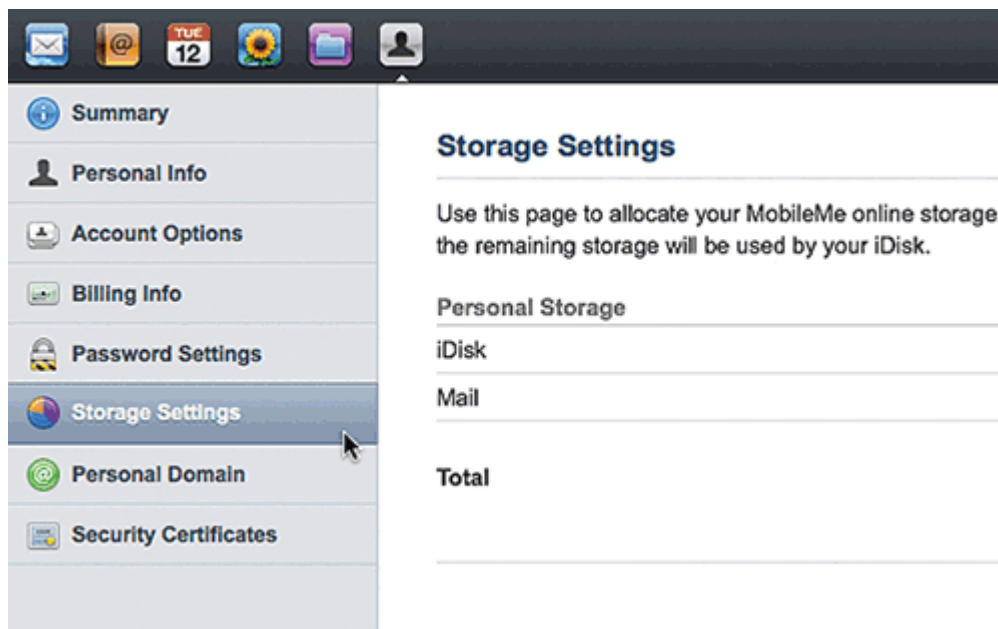 TUE
12
Summary
Personal Info
Account Options
Billing Info
Password Settings
Storage Settings
Personal Domain
Security Certificates
Storage Settings
Use this page to allocate your MobileMe online storage
the remaining storage will be used by your iDisk.
Personal Storage
iDisk
Mail
Total